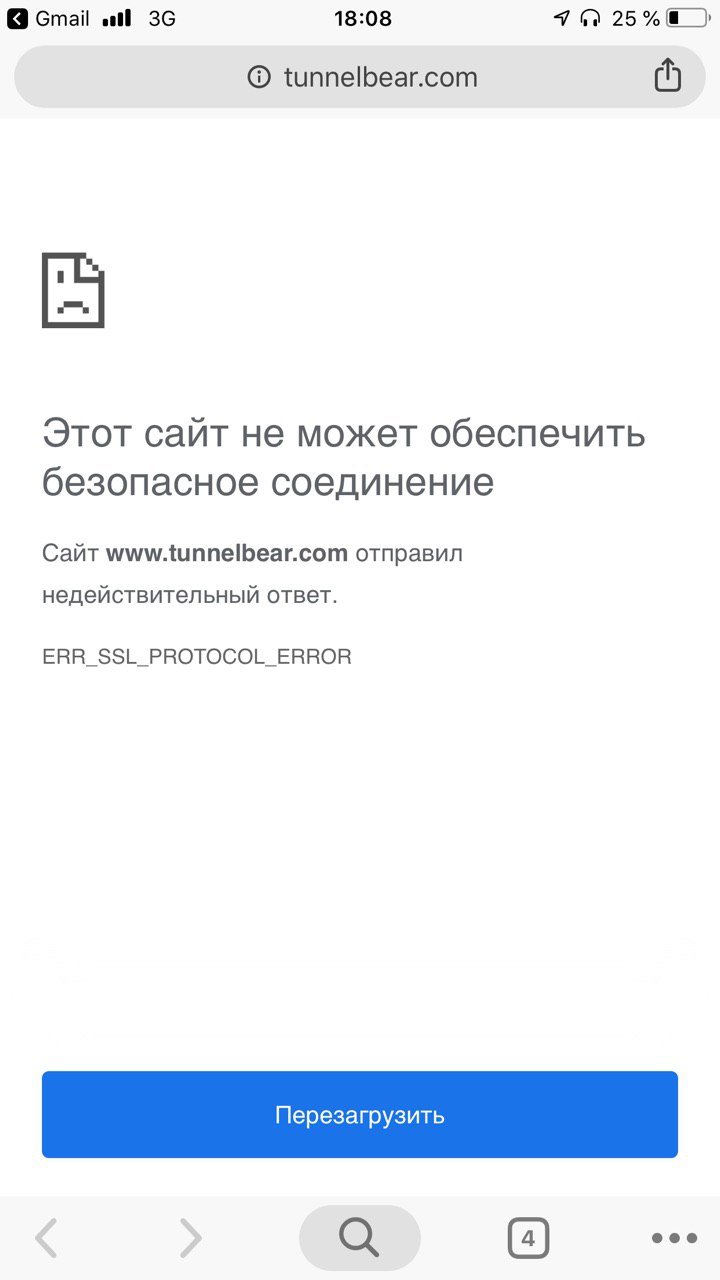 Gmail 3G 18:08 25 %
tunnelbear.com
Этот сайт не может обеспечить
безопасное соединение
Сайт www.tunnelbear.com отправил
недействительный ответ.
ERR_SSL_PROTOCOL_ERROR
Перезагрузить
4